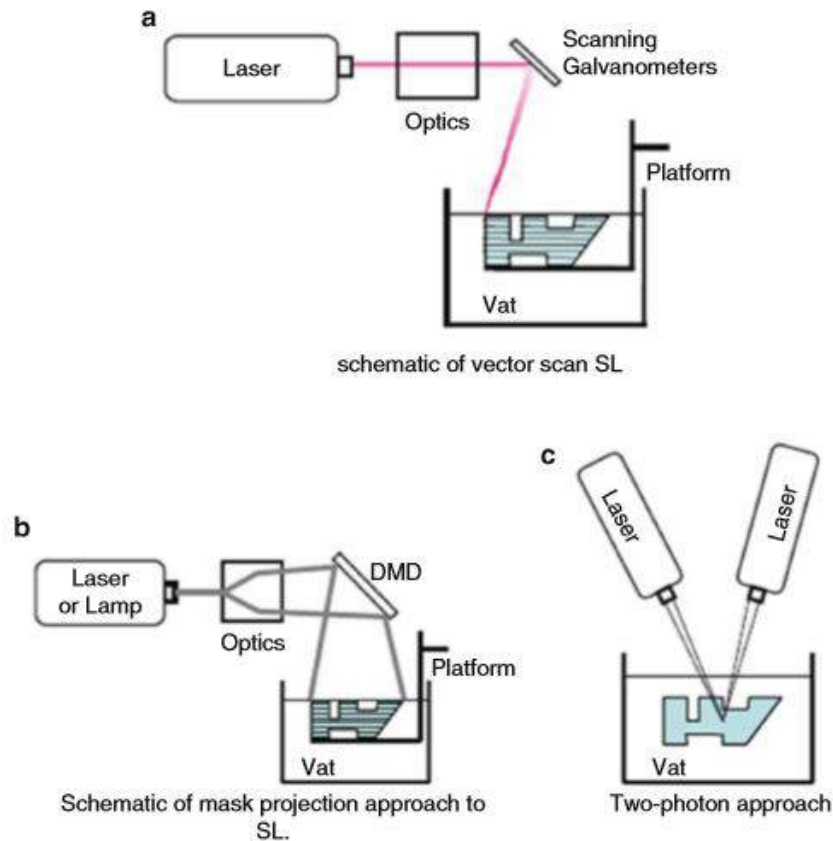 a
Laser
Optics
Scanning
Galvanometers
Platform
Vat
schematic of vector scan SL
b
Laser
or Lamp
Optics
DMD
Platform
Vat
Schematic of mask projection approach to
SL.
c
Laser
Laser
Vat
Two-photon approach